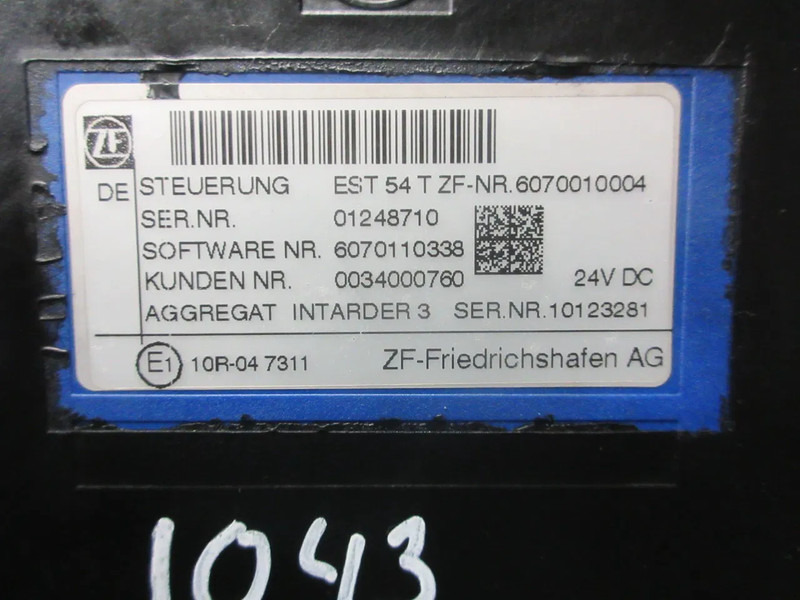 ZF
DE STEUERUNG EST 54 T ZF-NR.6070010004
SER.NR. 01248710
SOFTWARE NR. 6070110338
KUNDEN NR. 0034000760 24V DC
AGGREGAT INTARDER 3 SER.NR.10123281
E1 10R-04 7311 ZF-Friedrichshafen AG
1043